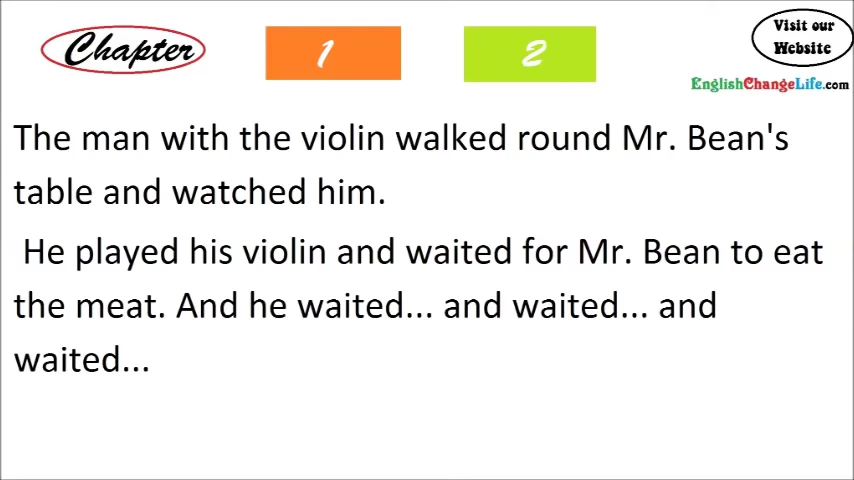 Chapter
1
2
Visit our
Website
EnglishChangeLife.com
The man with the violin walked round Mr. Bean's
table and watched him.
He played his violin and waited for Mr. Bean to eat
the meat. And he waited... and waited... and
waited...